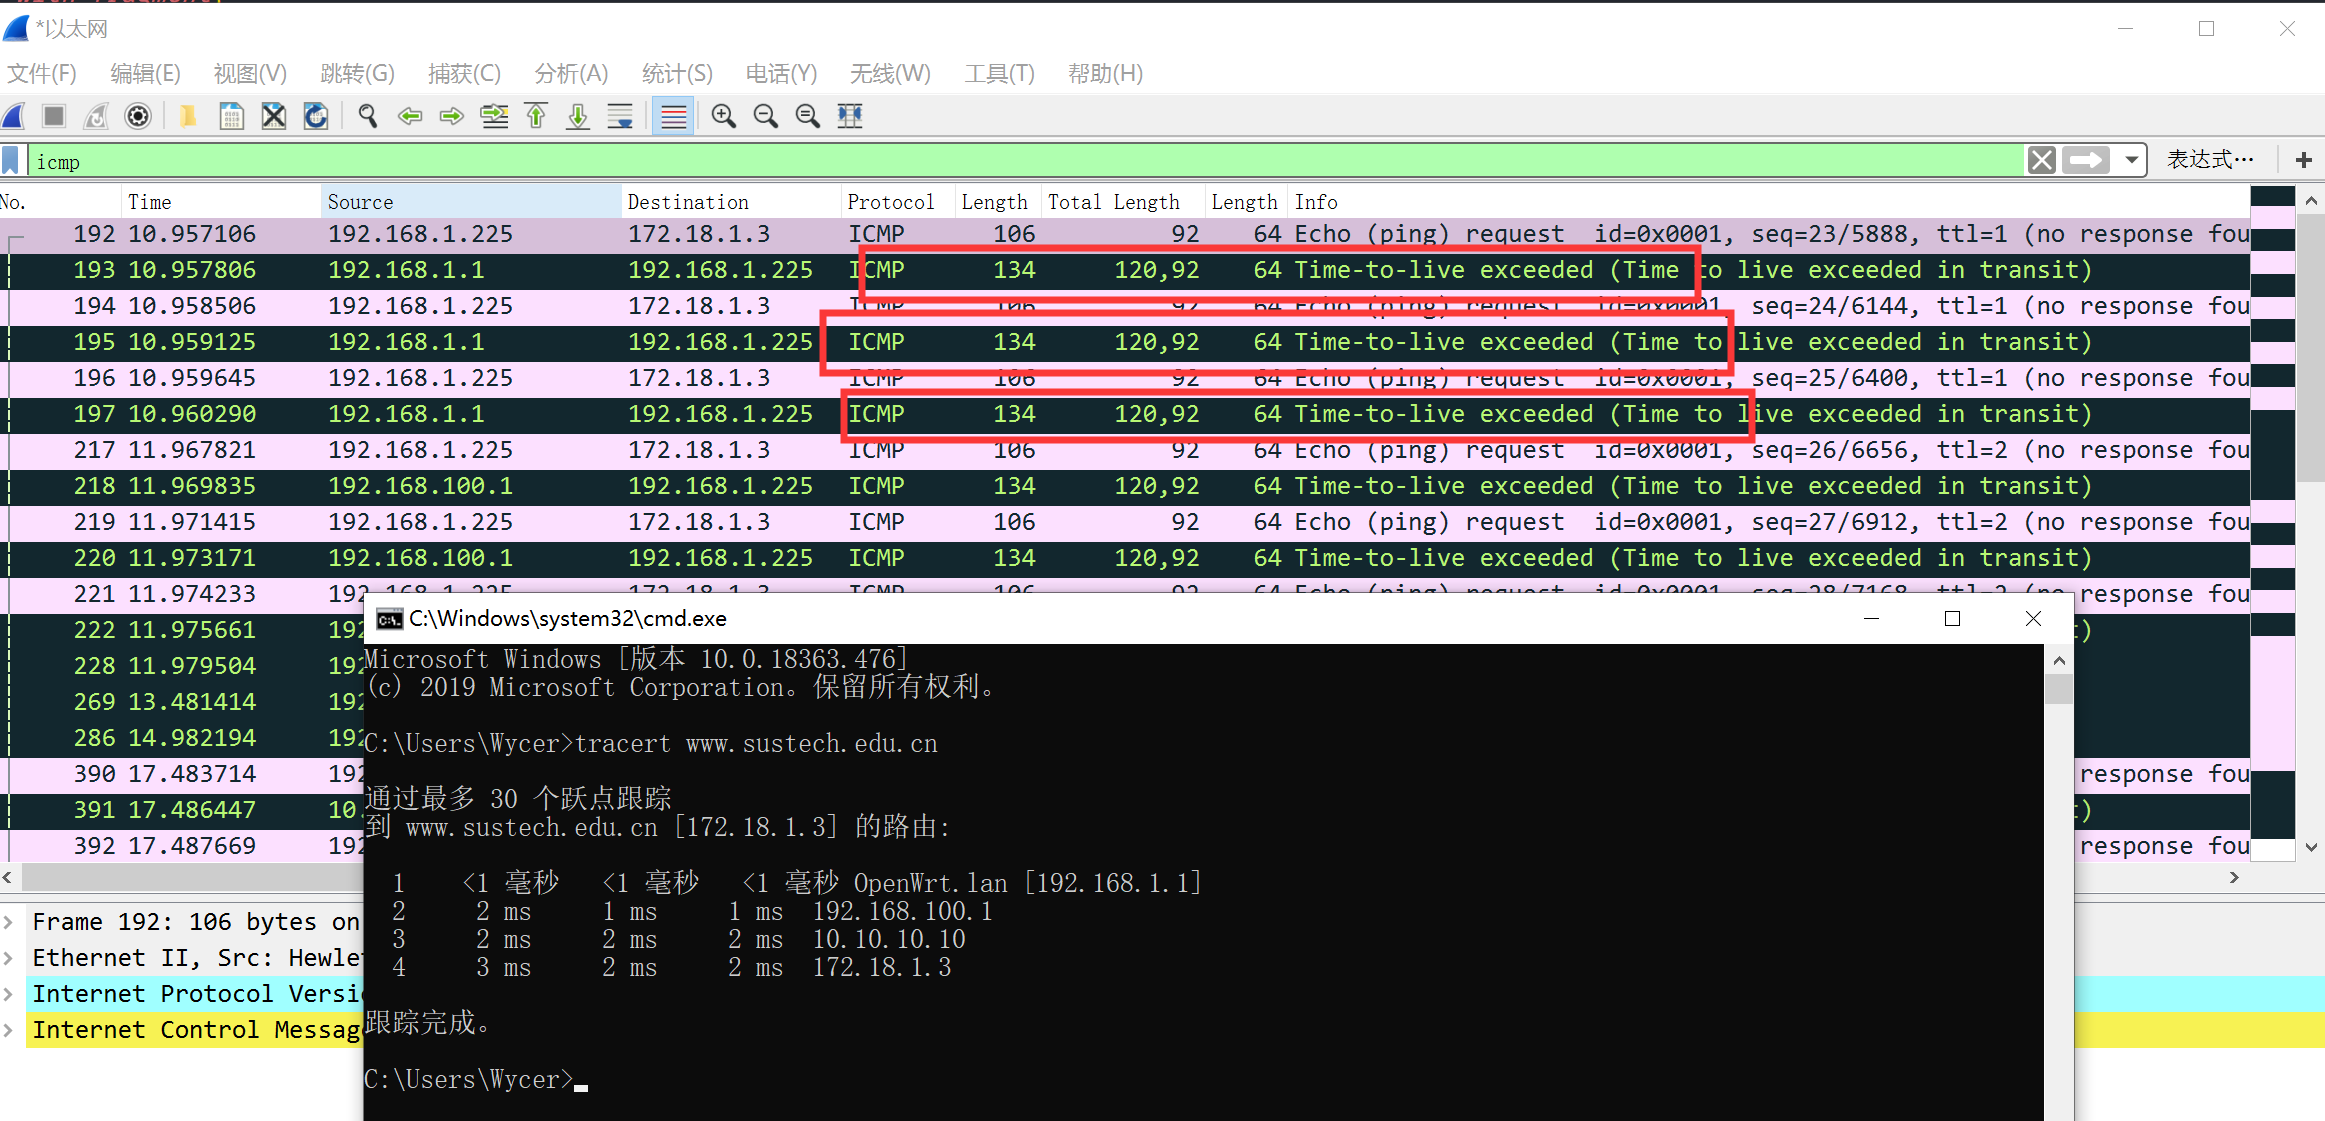 *以太网
文件(F) 编辑(E) 视图(V) 跳转(G) 捕获(C) 分析(A) 统计(S) 电话(Y) 无线(W) 工具(T) 帮助(H)
icmp 表达式…
No. Time Source Destination Protocol Length Total Length Length Info
192 10.957106 192.168.1.225 172.18.1.3 ICMP 106 92 64 Echo (ping) request id=0x0001, seq=23/5888, ttl=1 (no response fou
193 10.957806 192.168.1.1 192.168.1.225 ICMP 134 120,92 64 Time-to-live exceeded (Time to live exceeded in transit)
194 10.958506 192.168.1.225 172.18.1.3 ICMP 106 92 64 Echo (ping) request id=0x0001, seq=24/6144, ttl=1 (no response fou
195 10.959125 192.168.1.1 192.168.1.225 ICMP 134 120,92 64 Time-to-live exceeded (Time to live exceeded in transit)
196 10.959645 192.168.1.225 172.18.1.3 ICMP 106 92 64 Echo (ping) request id=0x0001, seq=25/6400, ttl=1 (no response fou
197 10.960290 192.168.1.1 192.168.1.225 ICMP 134 120,92 64 Time-to-live exceeded (Time to live exceeded in transit)
217 11.967821 192.168.1.225 172.18.1.3 ICMP 106 92 64 Echo (ping) request id=0x0001, seq=26/6656, ttl=2 (no response fou
218 11.969835 192.168.100.1 192.168.1.225 ICMP 134 120,92 64 Time-to-live exceeded (Time to live exceeded in transit)
219 11.971415 192.168.1.225 172.18.1.3 ICMP 106 92 64 Echo (ping) request id=0x0001, seq=27/6912, ttl=2 (no response fou
220 11.973171 192.168.100.1 192.168.1.225 ICMP 134 120,92 64 Time-to-live exceeded (Time to live exceeded in transit)
221 11.974233 192.168.1.225 172.18.1.3 ICMP 106 92 64 Echo (ping) request id=0x0001, seq=28/7168, ttl=2 (no response fou
222 11.975661 192
228 11.979504 192
269 13.481414 192
286 14.982194 192
390 17.483714 192 response fou
391 17.486447 10.
392 17.487669 192 response fou
Frame 192: 106 bytes on
Ethernet II, Src: Hewle
Internet Protocol Versi
Internet Control Messag
C:\Windows\system32\cmd.exe
Microsoft Windows [版本 10.0.18363.476]
(c) 2019 Microsoft Corporation。保留所有权利。
C:\Users\Wycer>tracert www.sustech.edu.cn
通过最多 30 个跃点跟踪
到 www.sustech.edu.cn [172.18.1.3] 的路由:
1 <1 毫秒 <1 毫秒 <1 毫秒 OpenWrt.lan [192.168.1.1]
2 2 ms 1 ms 1 ms 192.168.100.1
3 2 ms 2 ms 2 ms 10.10.10.10
4 3 ms 2 ms 2 ms 172.18.1.3
跟踪完成。
C:\Users\Wycer>